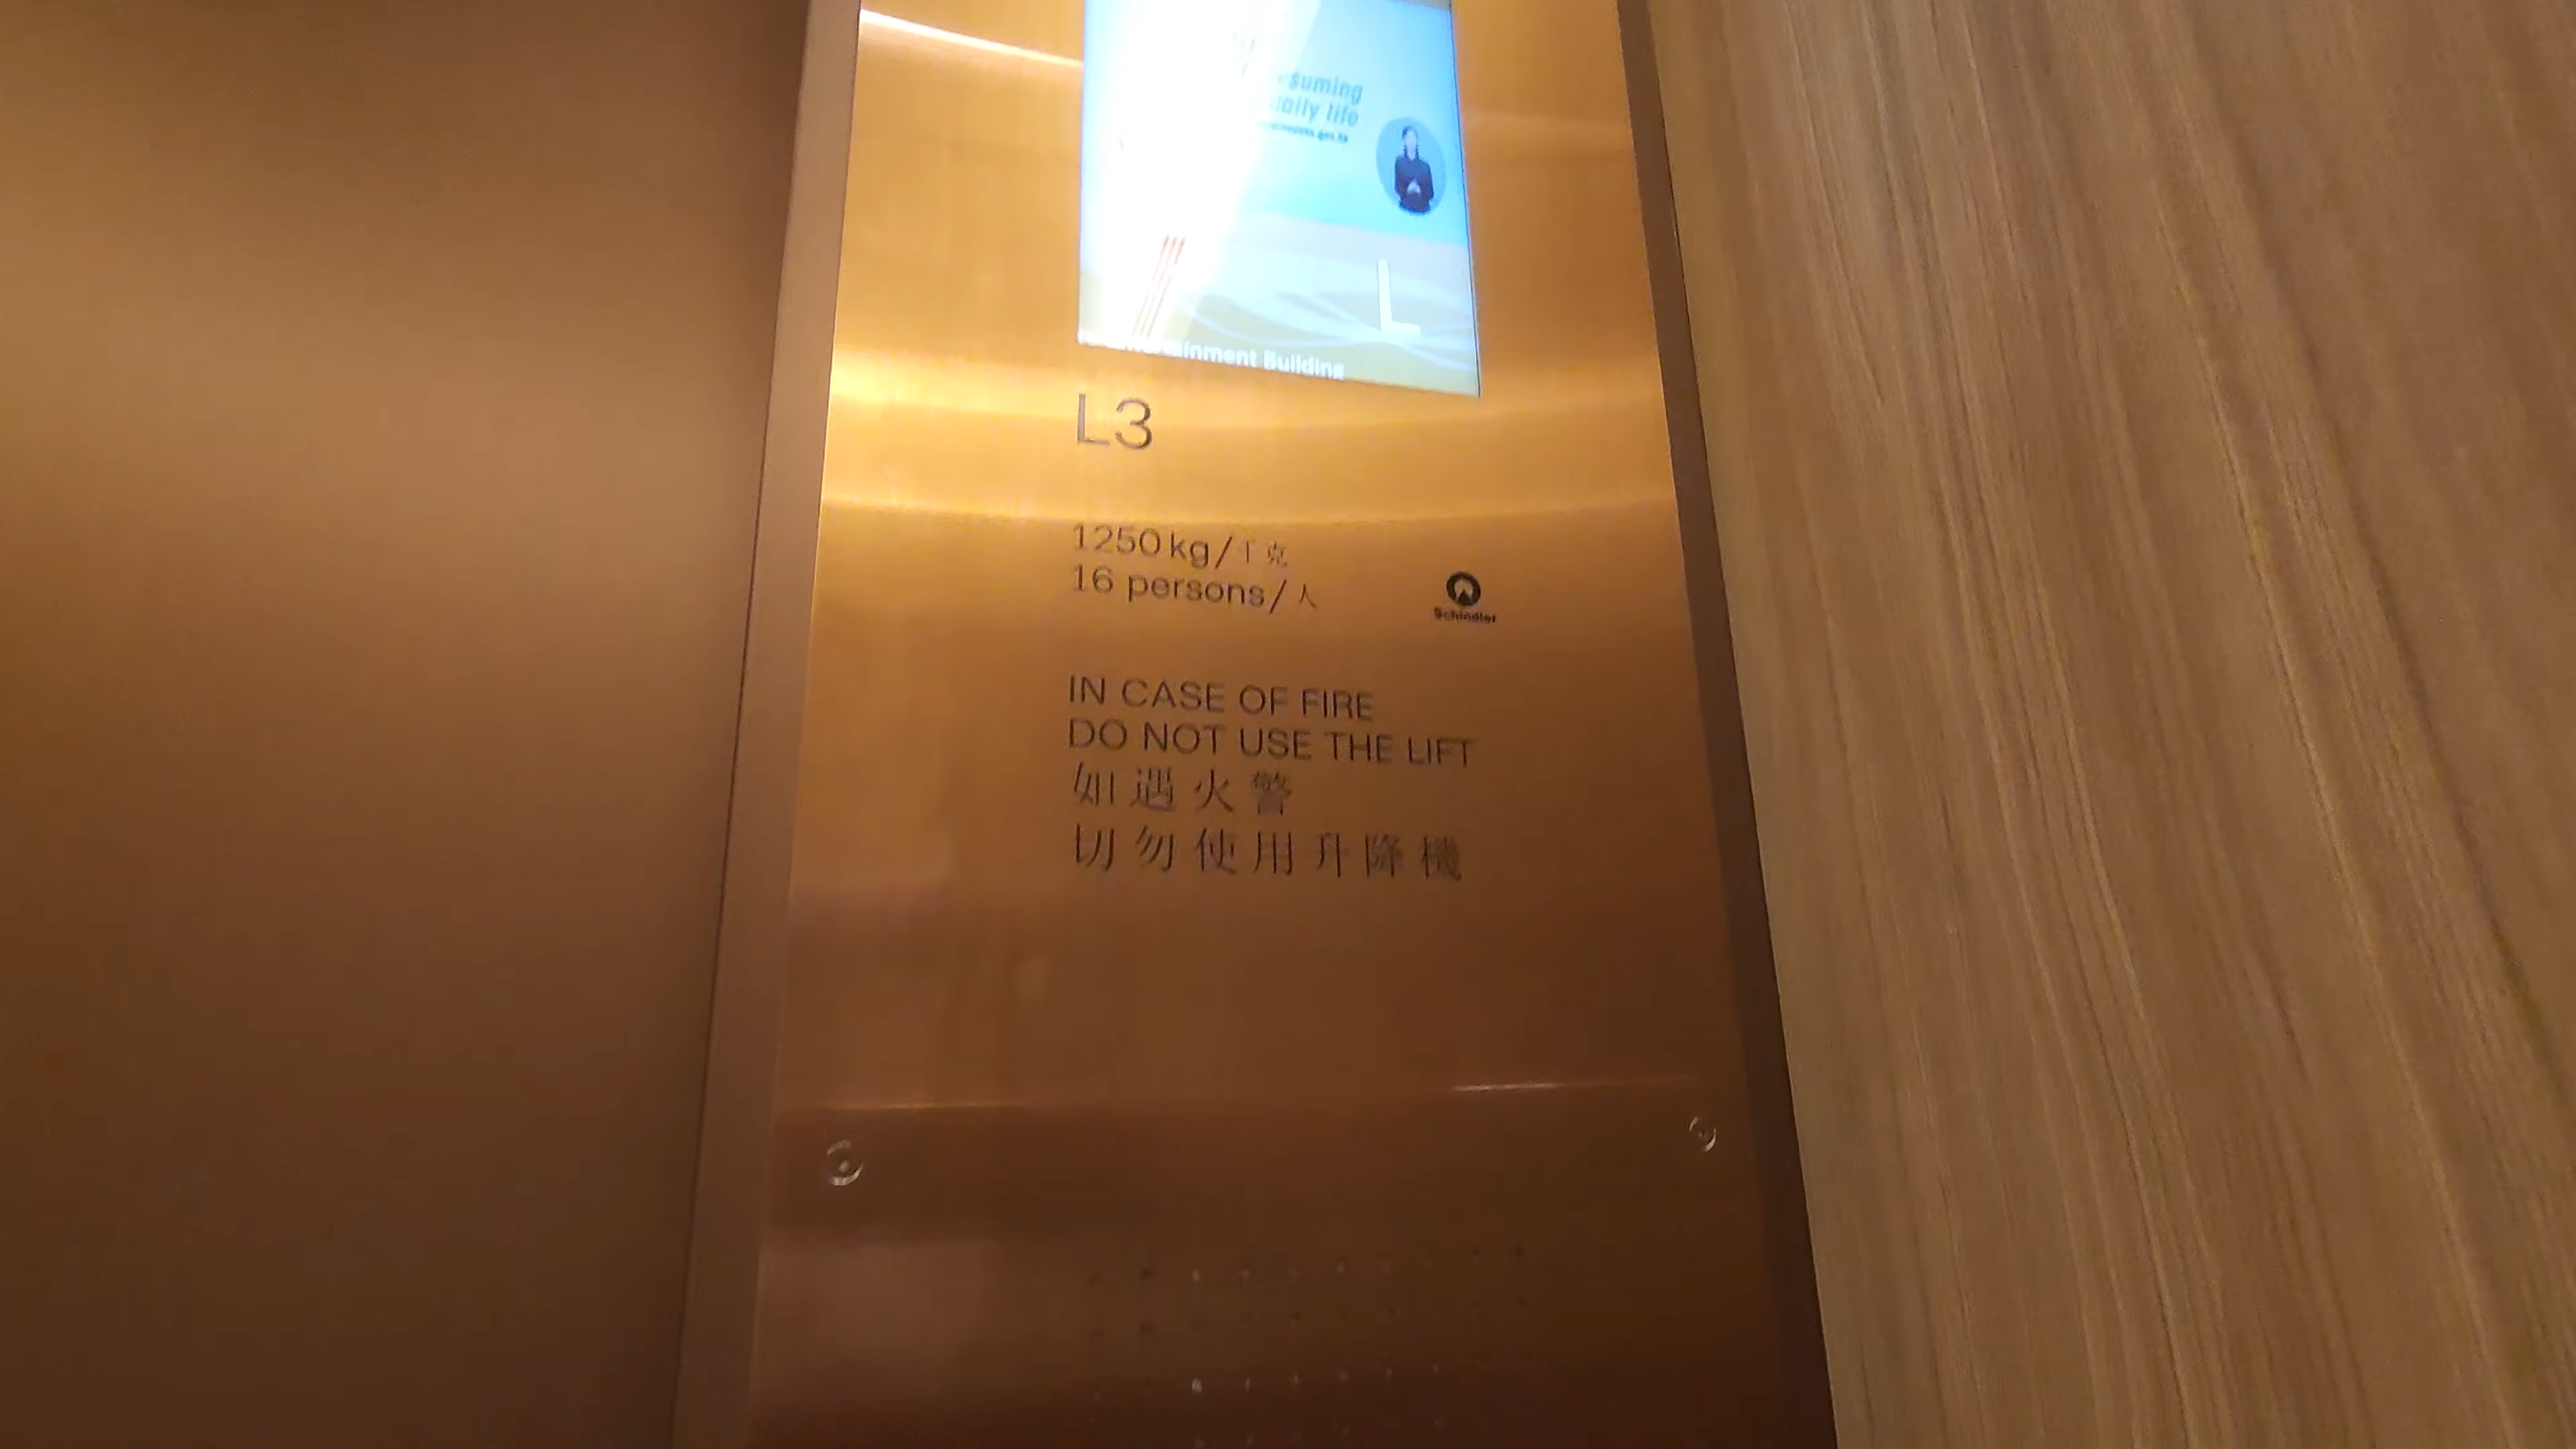 daily life
L
Building
L3
1250kg/千克
16 persons/人
Schindler
IN CASE OF FIRE
DO NOT USE THE LIFT
如遇火警
切勿使用升降機